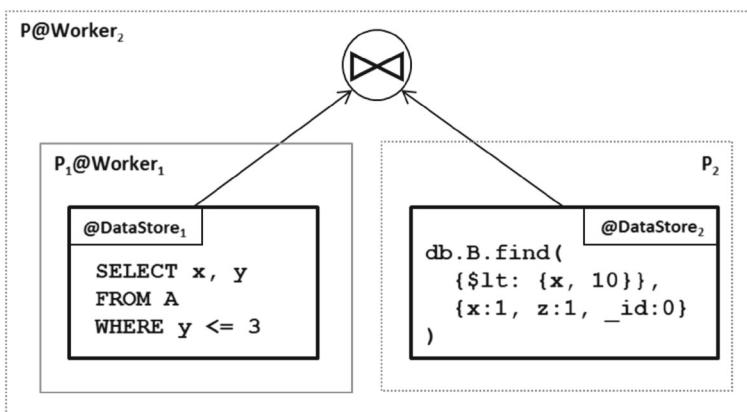 P@Worker₂
P₁@Worker₁
@DataStore₁
SELECT x, y
FROM A
WHERE y <= 3
P₂
@DataStore₂
db.B.find(
{$lt: {x, 10}},
{x:1, z:1, _id:0}
)